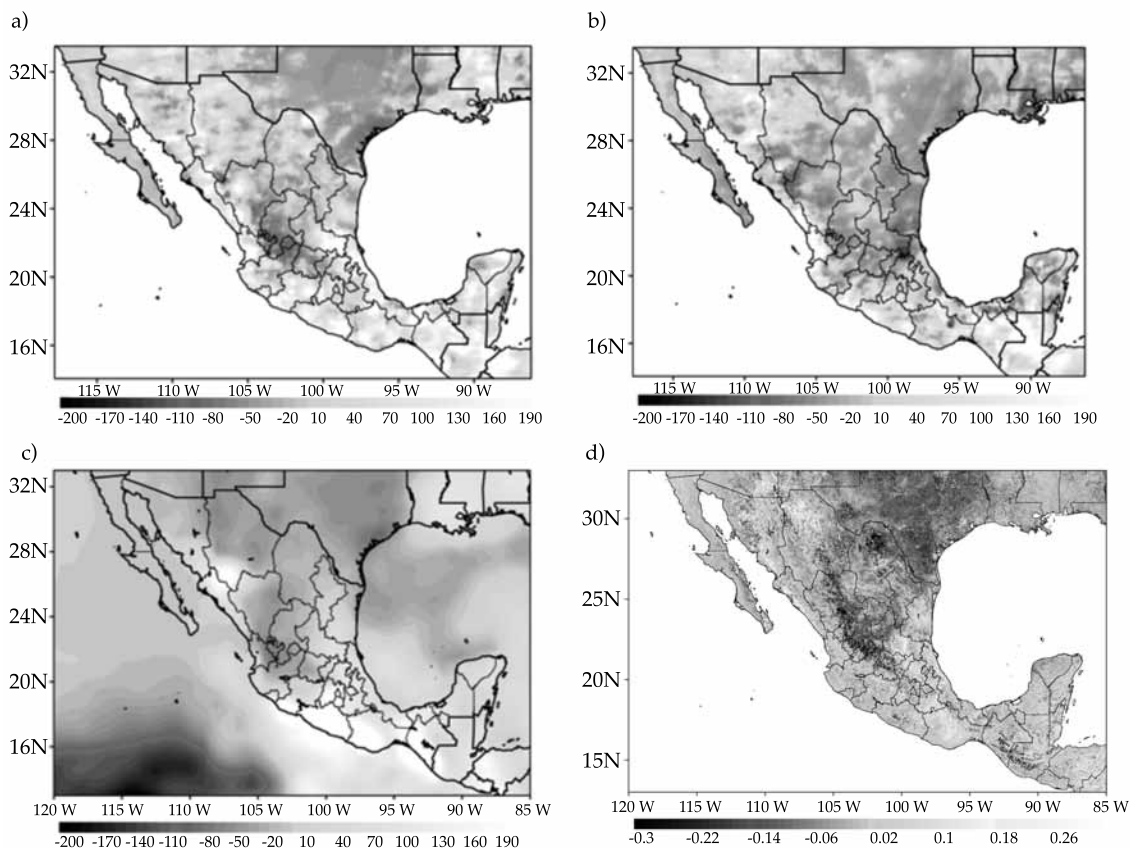 a)
b)
32N
28N
24N
20N
16N
115 W 110 W 105 W 100 W 95 W 90 W
-200 -170 -140 -110 -80 -50 -20 10 40 70 100 130 160 190
32N
28N
24N
20N
16N
115 W 110 W 105 W 100 W 95 W 90 W
-200 -170 -140 -110 -80 -50 -20 10 40 70 100 130 160 190
c)
d)
32N
28N
24N
20N
16N
120 W 115 W 110 W 105 W 100 W 95 W 90 W 85 W
-200 -170 -140 -110 -80 -50 -20 10 40 70 100 130 160 190
30N
25N
20N
15N
120 W 115 W 110 W 105 W 100 W 95 W 90 W 85 W
-0.3 -0.22 -0.14 -0.06 0.02 0.1 0.18 0.26